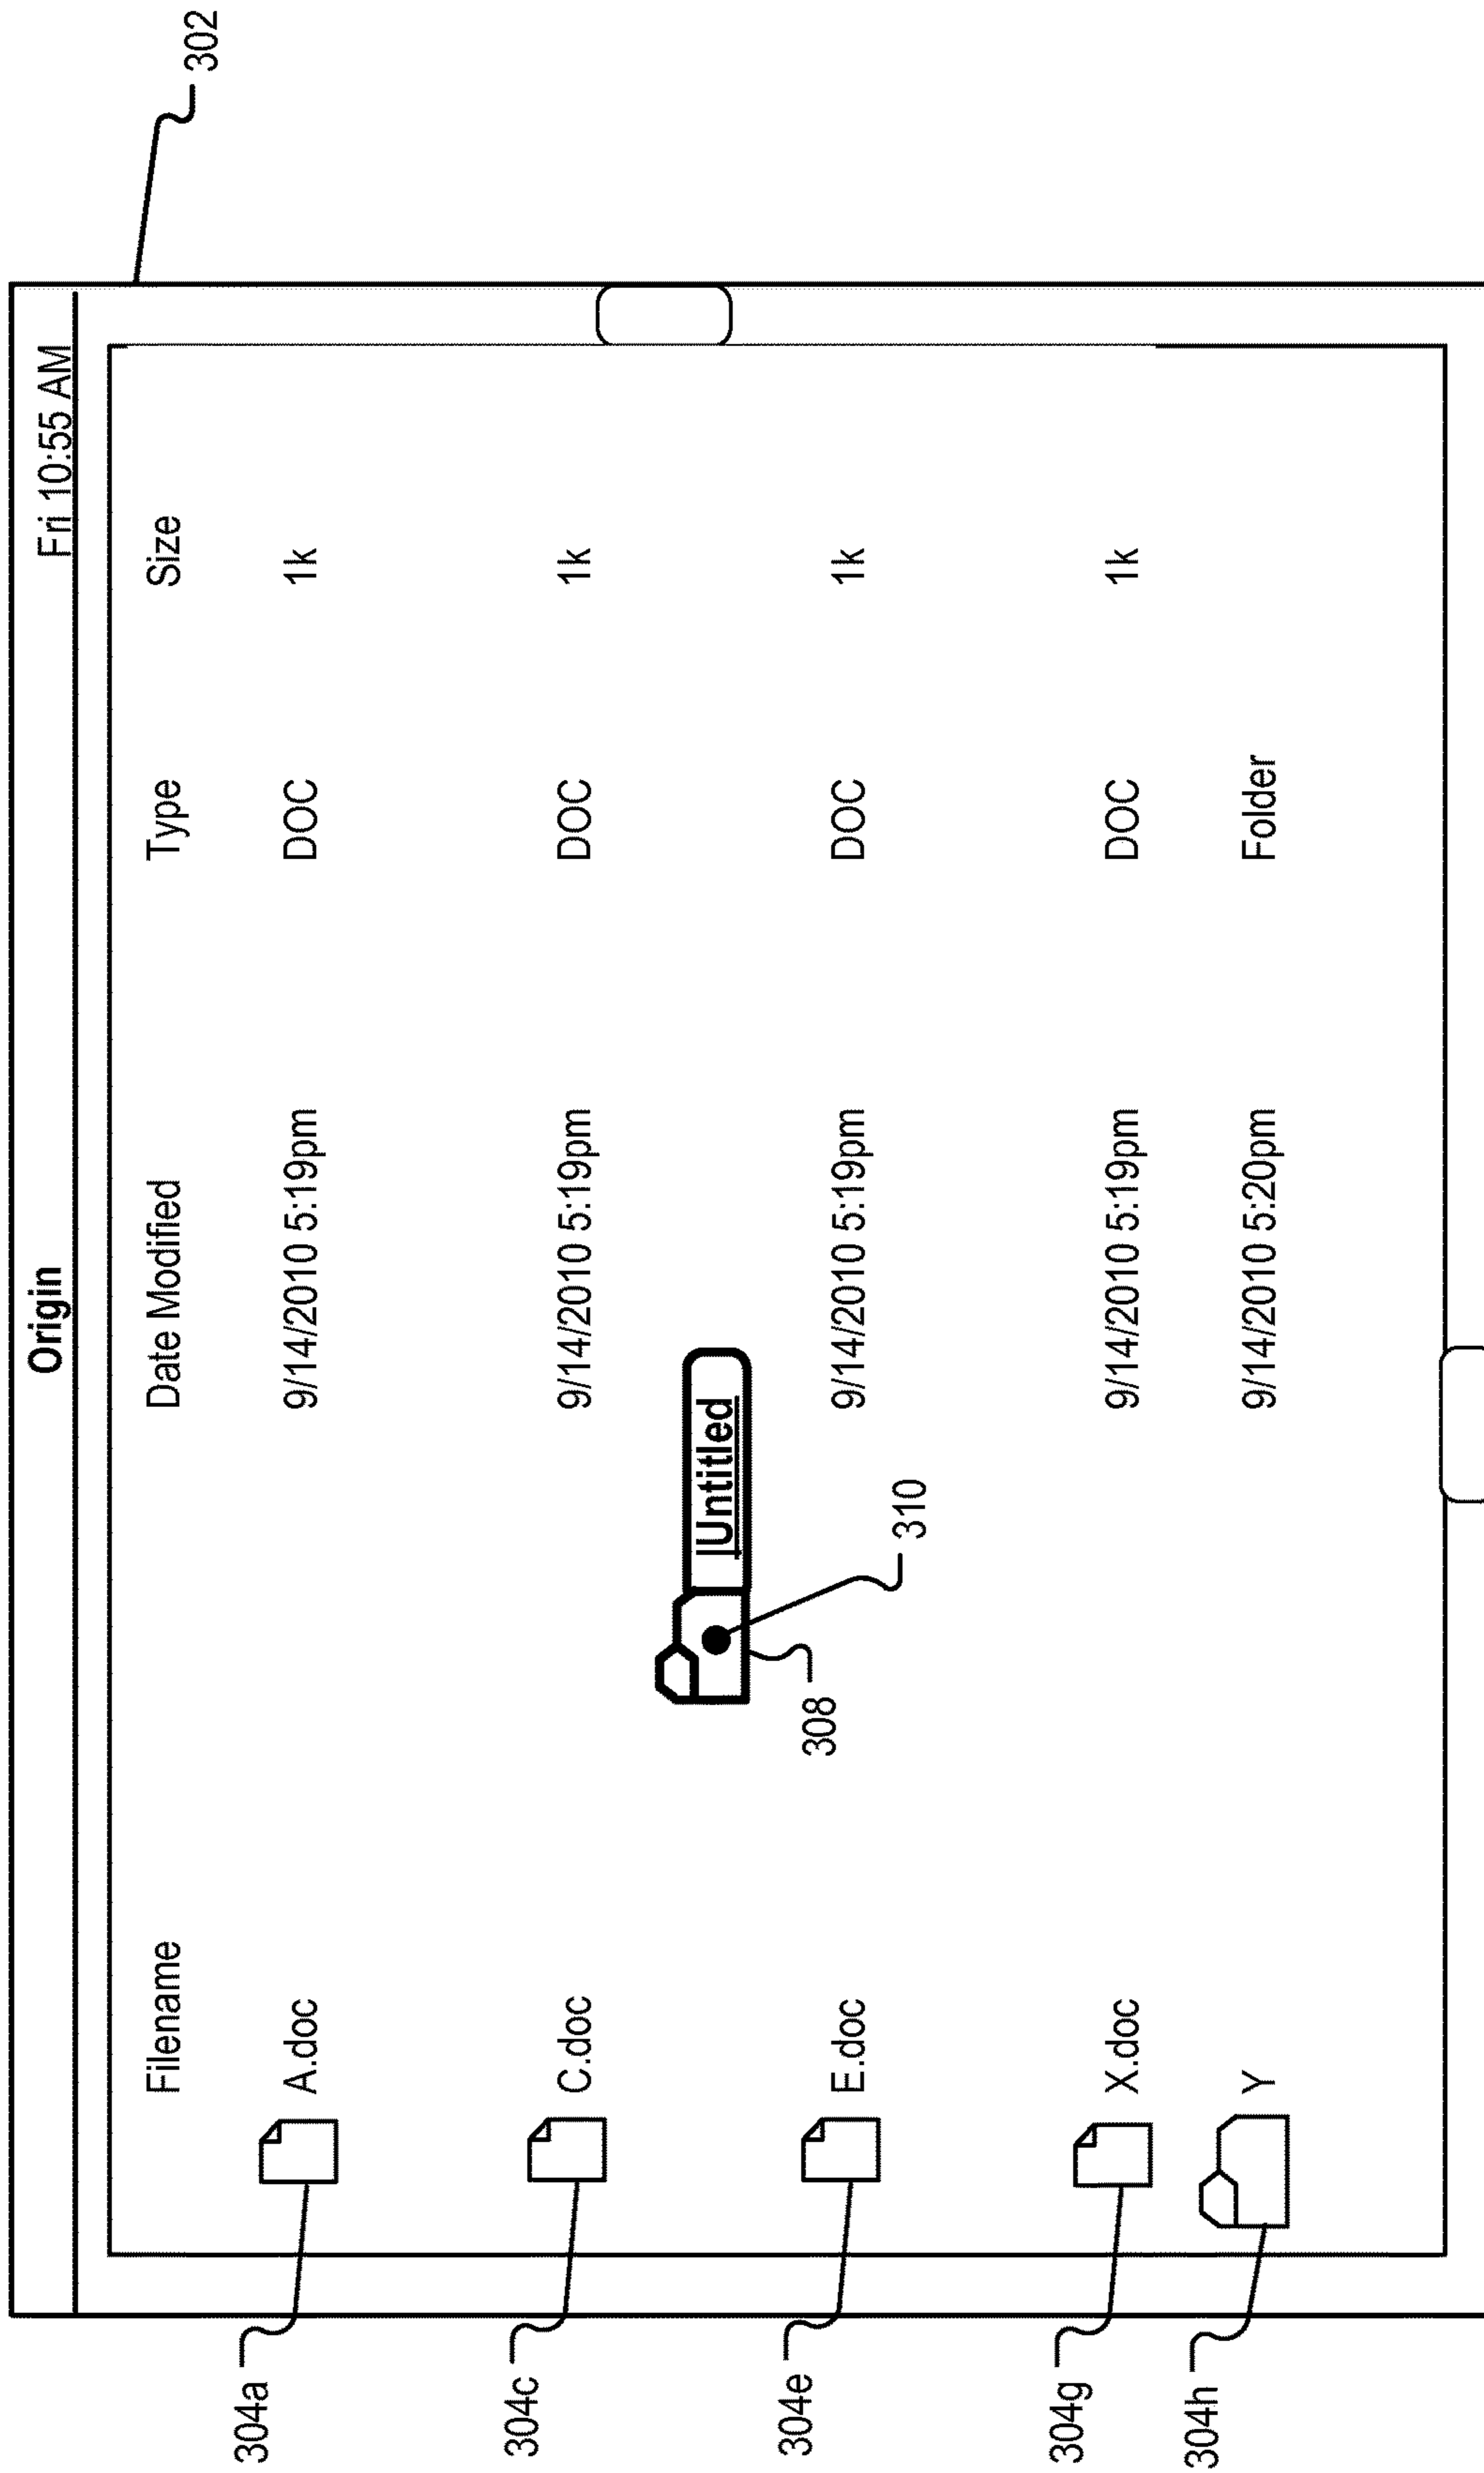 Origin
Fri 10:55 AM
302
Filename Date Modified Type Size
304a A.doc 9/14/2010 5:19pm DOC 1k
304c C.doc 9/14/2010 5:19pm DOC 1k
Untitled
308
310
304e E.doc 9/14/2010 5:19pm DOC 1k
304g X.doc 9/14/2010 5:19pm DOC 1k
304h Y 9/14/2010 5:20pm Folder